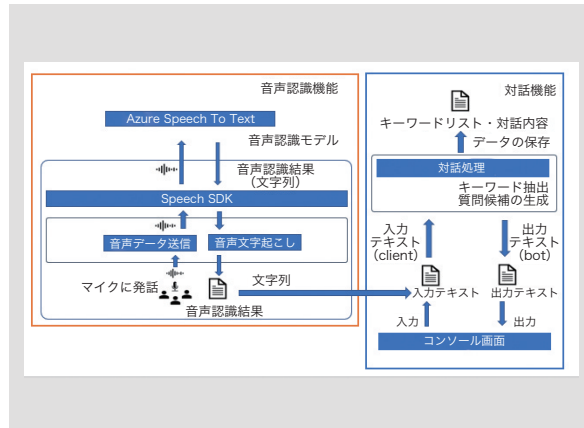 音声認識機能
Azure Speech To Text
音声認識モデル
音声認識結果
（文字列）
Speech SDK
音声データ送信
音声文字起こし
マイクに発話
文字列
音声認識結果
対話機能
キーワードリスト・対話内容
データの保存
対話処理
キーワード抽出
質問候補の生成
入力
テキスト
（client）
出力
テキスト
（bot）
入力テキスト
出力テキスト
入力
出力
コンソール画面